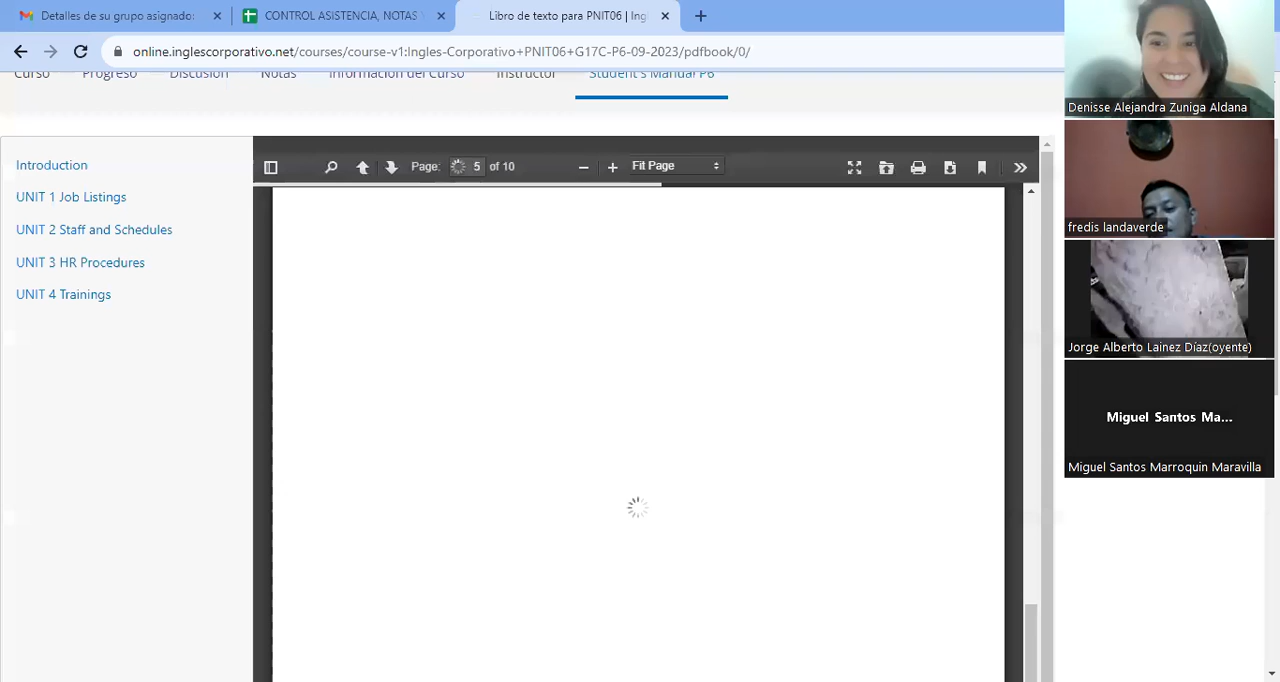 Detalles de su grupo asignado:
CONTROL ASISTENCIA, NOTAS
Libro de texto para PNIT06 | Ingl
online.inglescorporativo.net/courses/course-v1:Ingles-Corporativo+PNIT06+G17C-P6-09-2023/pdfbook/0/
Curso Progreso Discusión Notas Información del Curso Instructor Student's Manual P6
Introduction
UNIT 1 Job Listings
UNIT 2 Staff and Schedules
UNIT 3 HR Procedures
UNIT 4 Trainings
Page: 5 of 10
Fit Page
Denisse Alejandra Zuniga Aldana
fredis landaverde
Jorge Alberto Lainez Díaz(oyente)
Miguel Santos Ma...
Miguel Santos Marroquin Maravilla